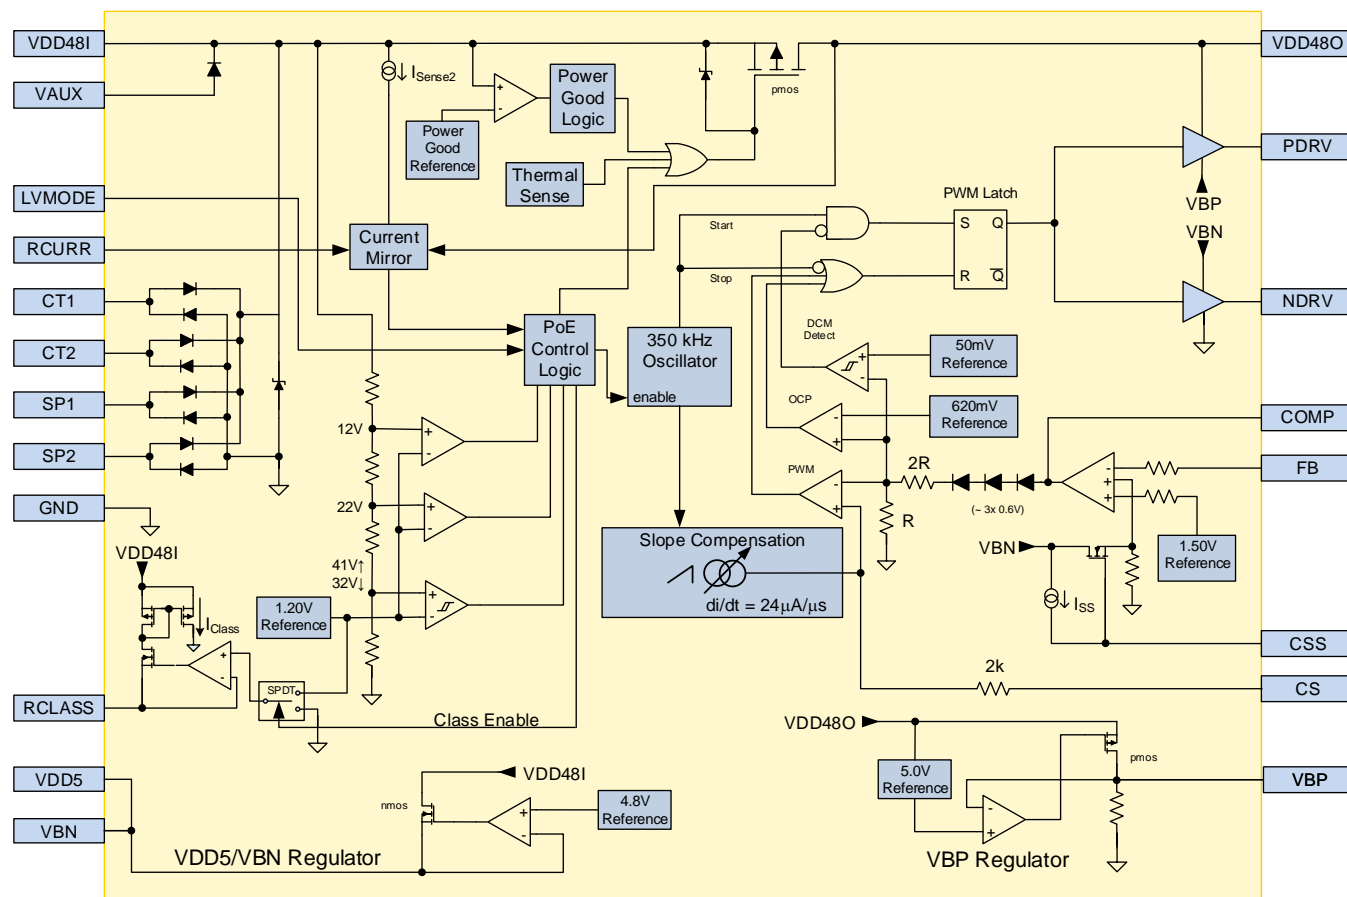 VDD48I
VAUX
LVMODE
RCURR
CT1
CT2
SP1
SP2
GND
VDD48I
RCLASS
VDD5
VBN
I_Class
I_Sense2
Power
Good
Logic
Power
Good
Reference
Thermal
Sense
pmos
Current
Mirror
PoE
Control
Logic
12V
22V
41V↑
32V↓
1.20V
Reference
SPDT
Class Enable
350 kHz
Oscillator
enable
Start
Stop
PWM Latch
S Q
R Q̅
DCM
Detect
50mV
Reference
OCP
620mV
Reference
PWM
2R
R
(~ 3x 0.6V)
Slope Compensation
di/dt = 24µA/µs
1.50V
Reference
VBN
I_SS
2k
VBP
VBN
VDD48I
nmos
4.8V
Reference
VDD5/VBN Regulator
VDD48O
5.0V
Reference
pmos
VBP Regulator
VDD48O
PDRV
NDRV
COMP
FB
CSS
CS
VBP
+
-
+
-
+
-
+
-
+
-
+
-
+
-
-
+
-
+
-
+
+
+
-
-
+